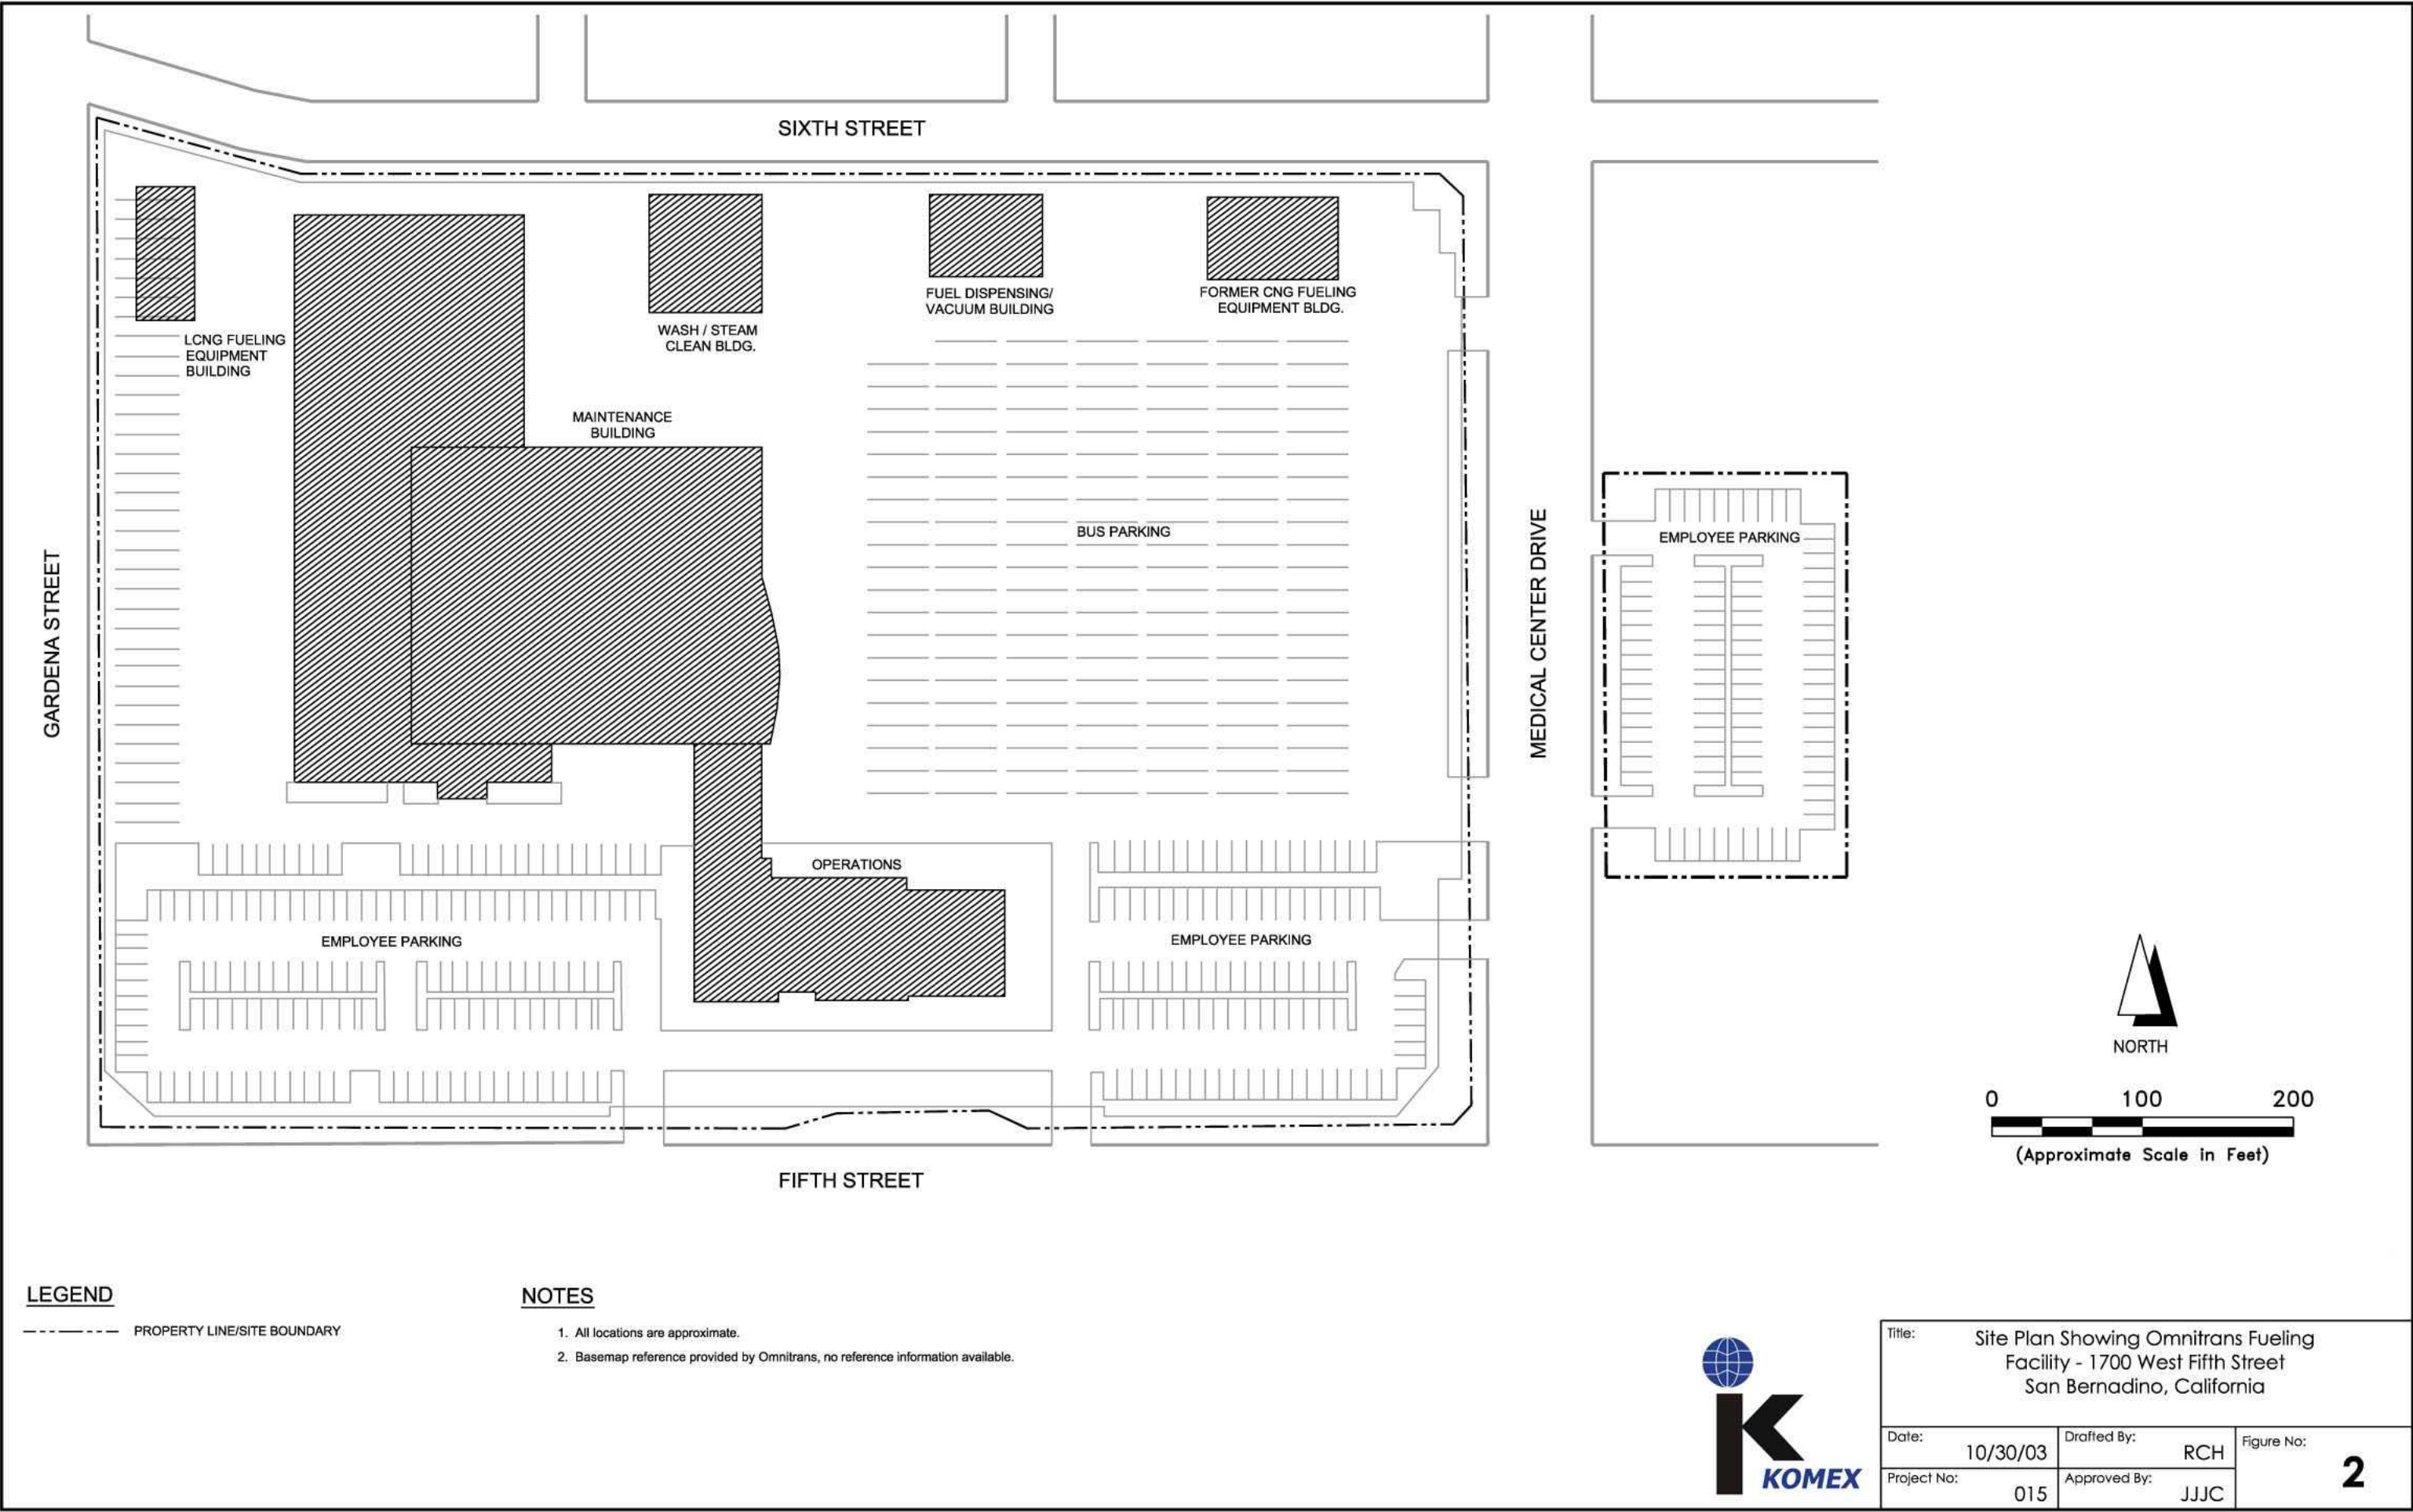 SIXTH STREET
LCNG FUELING
EQUIPMENT
BUILDING
WASH / STEAM
CLEAN BLDG.
FUEL DISPENSING/
VACUUM BUILDING
FORMER CNG FUELING
EQUIPMENT BLDG.
MAINTENANCE
BUILDING
BUS PARKING
GARDENA STREET
MEDICAL CENTER DRIVE
EMPLOYEE PARKING
OPERATIONS
EMPLOYEE PARKING
EMPLOYEE PARKING
FIFTH STREET
NORTH
0 100 200
(Approximate Scale in Feet)
LEGEND
PROPERTY LINE/SITE BOUNDARY
NOTES
1. All locations are approximate.
2. Basemap reference provided by Omnitrans, no reference information available.
K
KOMEX
Title:
Site Plan Showing Omnitrans Fueling
Facility - 1700 West Fifth Street
San Bernadino, California
Date:
10/30/03
Drafted By:
RCH
Figure No:
2
Project No:
015
Approved By:
JJJC